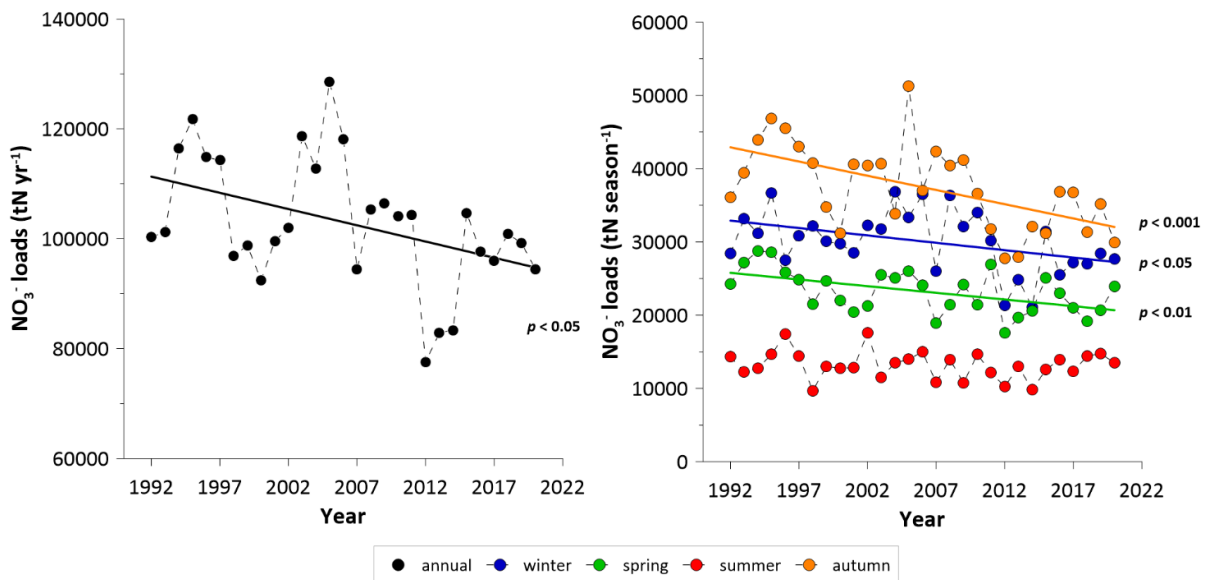 NO₃⁻ loads (tN yr⁻¹)
140000
120000
100000
80000
60000
p < 0.05
1992 1997 2002 2007 2012 2017 2022
Year
NO₃⁻ loads (tN season⁻¹)
60000
50000
40000
30000
20000
10000
0
p < 0.001
p < 0.05
p < 0.01
1992 1997 2002 2007 2012 2017 2022
Year
annual winter spring summer autumn